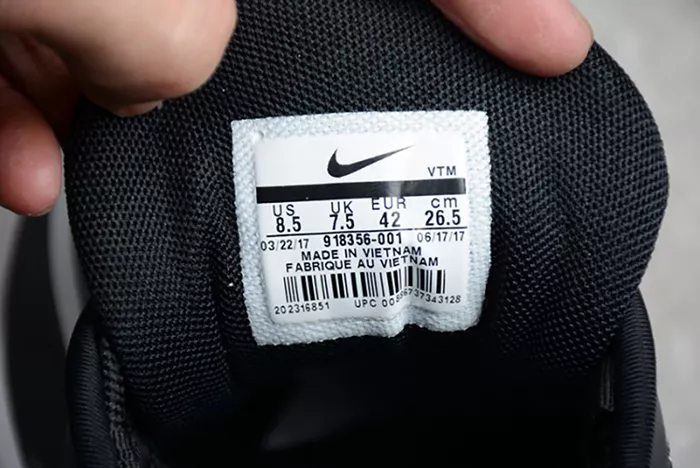 VTM
US UK EUR cm
8.5 7.5 42 26.5
03/22/17 918356-001 06/17/17
MADE IN VIETNAM
FABRIQUE AU VIETNAM
202316851 UPC